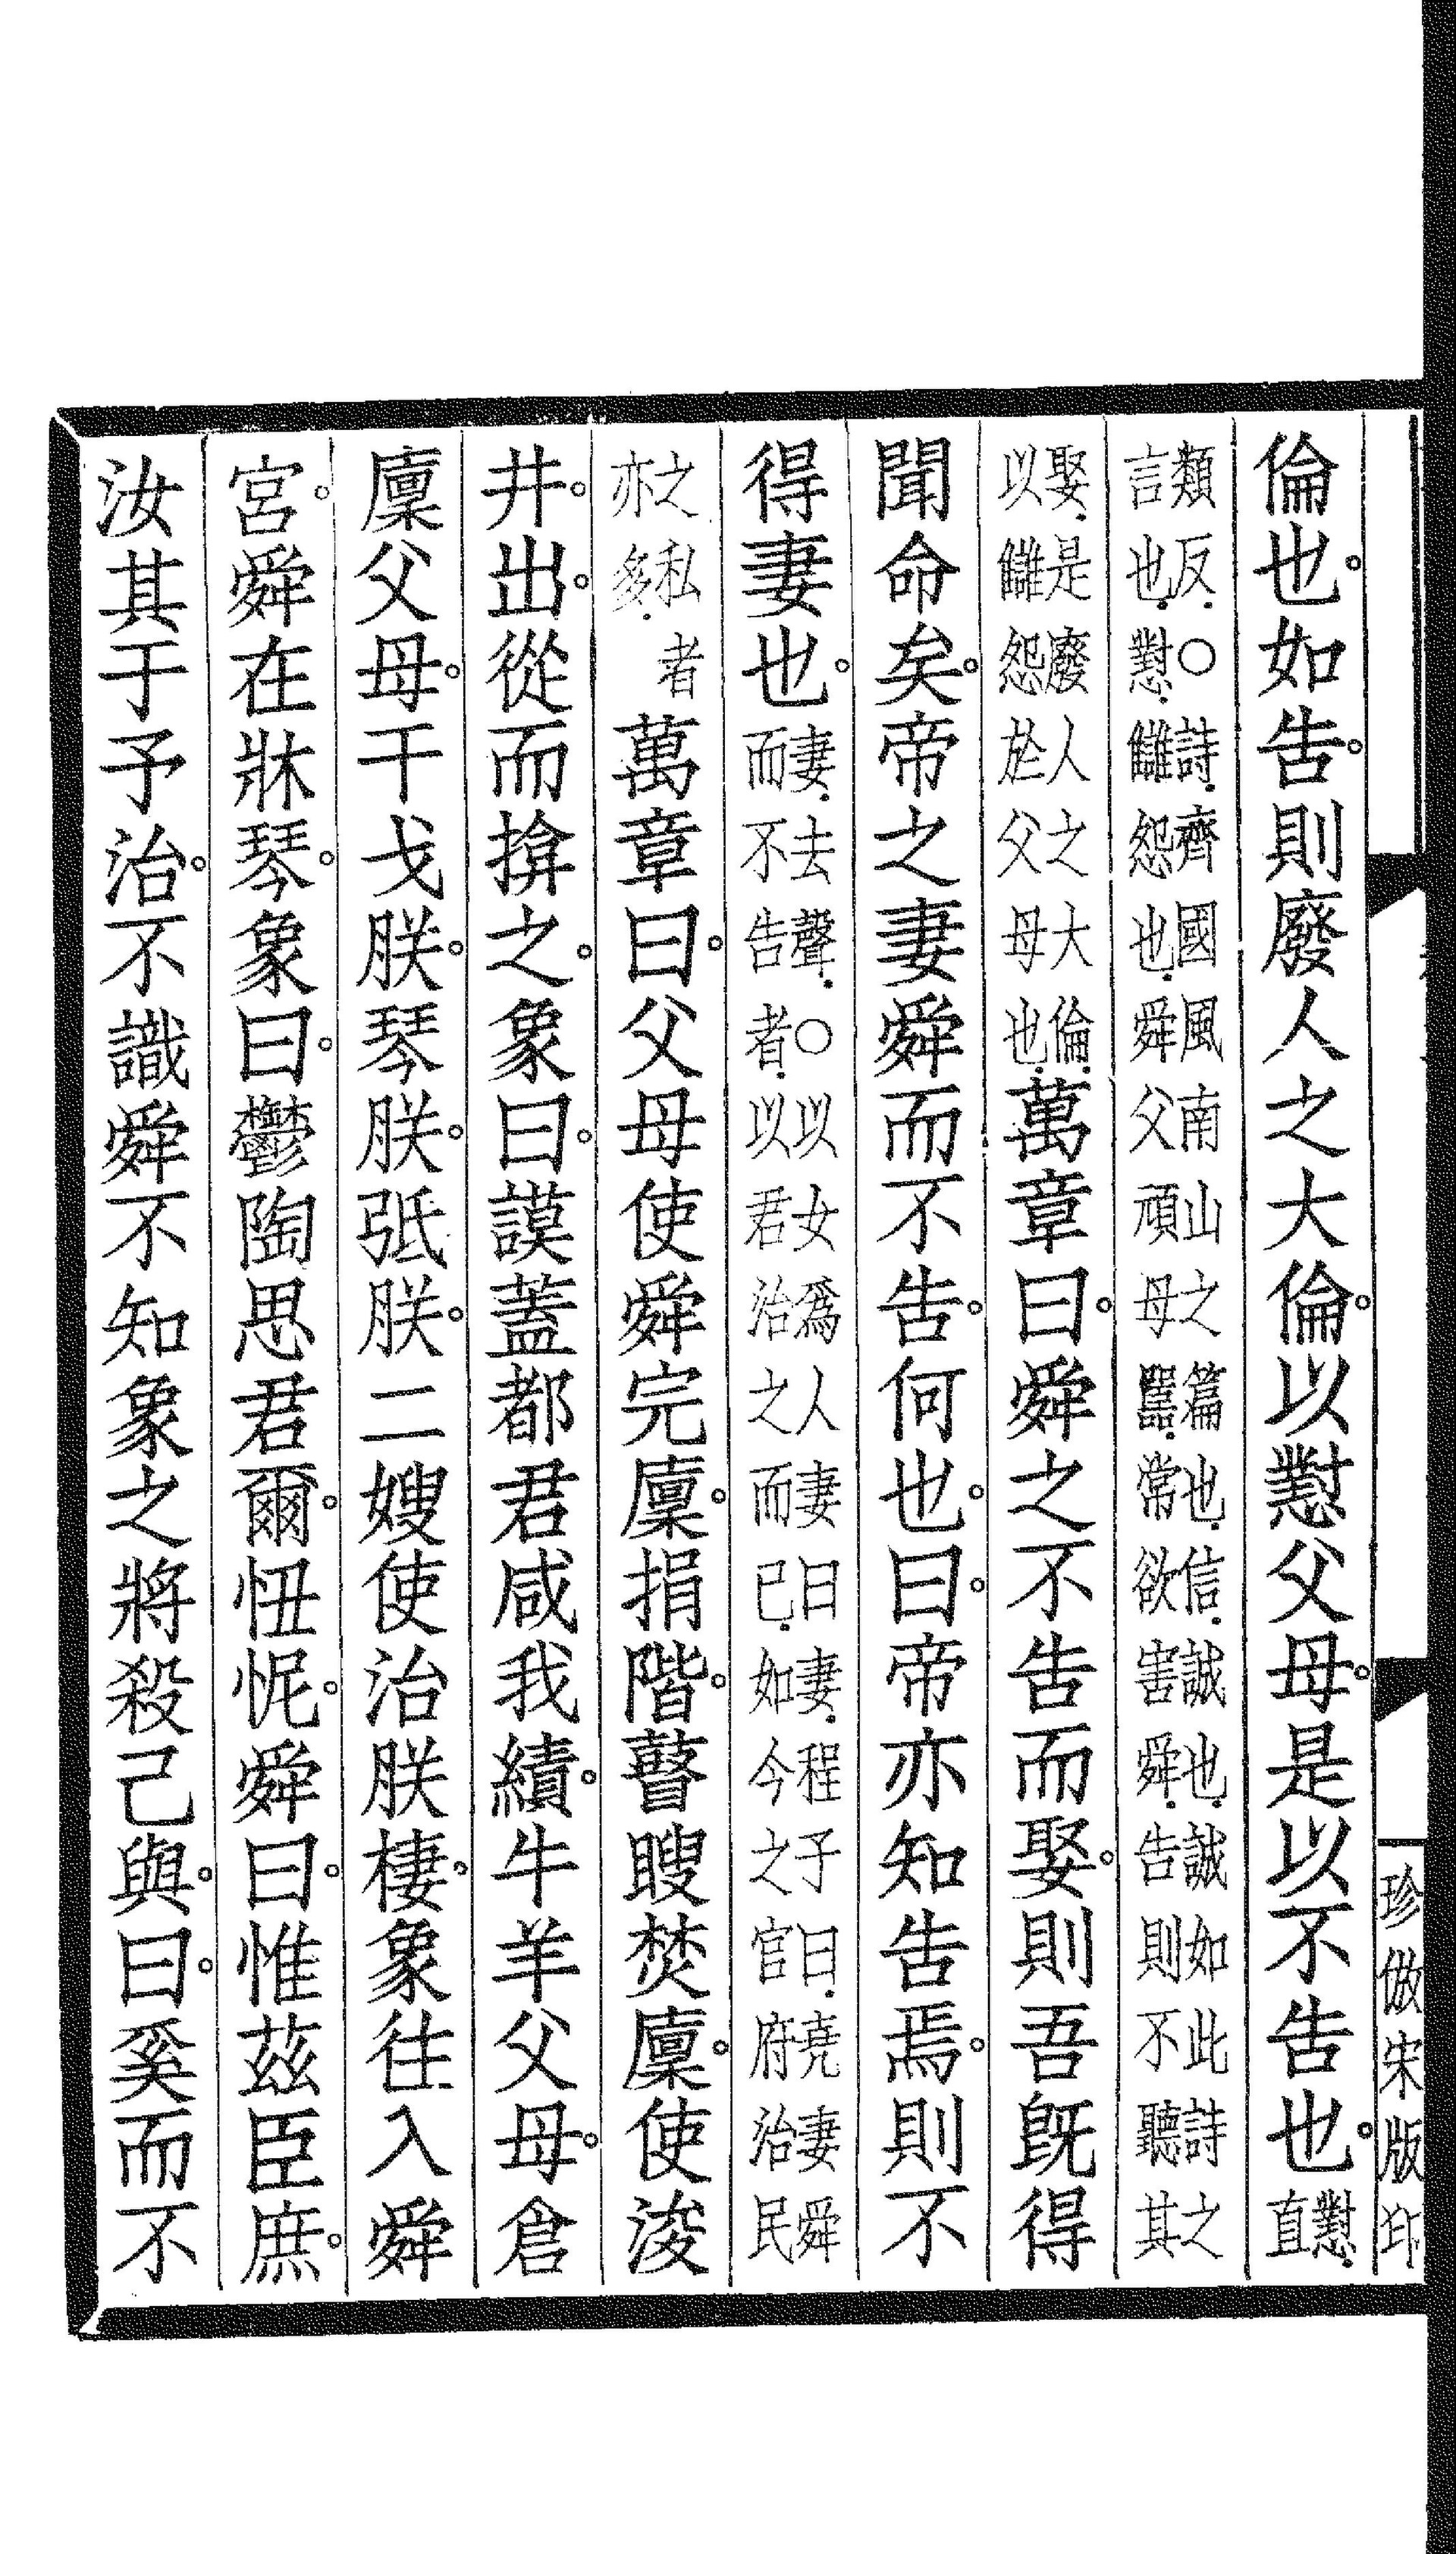 珍倣宋版印
倫也。如告。則廢人之大倫。以懟父母。是以不告也。懟.直
類反.○詩.齊國風南山之篇也.信.誠也.誠如此詩之言也.懟.讎怨也.舜父頑母嚚.常欲害舜.告則不聽其
娶.是廢人之大倫.以讎怨於父母也.萬章曰。舜之不告而娶。則吾既得
聞命矣。帝之妻舜而不告。何也。曰。帝亦知告焉。則不
得妻也。妻.去聲.○以女爲人妻曰妻.程子曰.堯妻舜而不告者.以君治之而已.如今之官府治民
之私者亦多.萬章曰。父母使舜完廩。捐階。瞽瞍焚廩。使浚
井。出。從而揜之。象曰。謨蓋都君咸我績。牛羊父母。倉
廩父母。干戈朕。琴朕。弤朕。二嫂使治朕棲。象往入舜
宮。舜在牀琴。象曰。鬱陶思君爾。忸怩。舜曰。惟茲臣庶。
汝其于予治。不識舜不知象之將殺己與。曰。奚而不